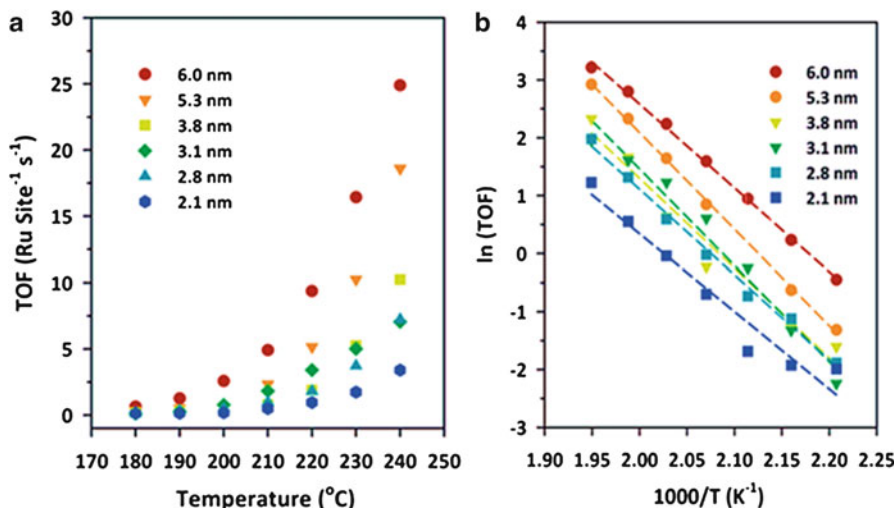 a
30
25
20
15
10
5
0
TOF (Ru Site⁻¹ s⁻¹)
6.0 nm
5.3 nm
3.8 nm
3.1 nm
2.8 nm
2.1 nm
170 180 190 200 210 220 230 240 250
Temperature (°C)
b
4
3
2
1
0
-1
-2
-3
ln (TOF)
6.0 nm
5.3 nm
3.8 nm
3.1 nm
2.8 nm
2.1 nm
1.90 1.95 2.00 2.05 2.10 2.15 2.20 2.25
1000/T (K⁻¹)